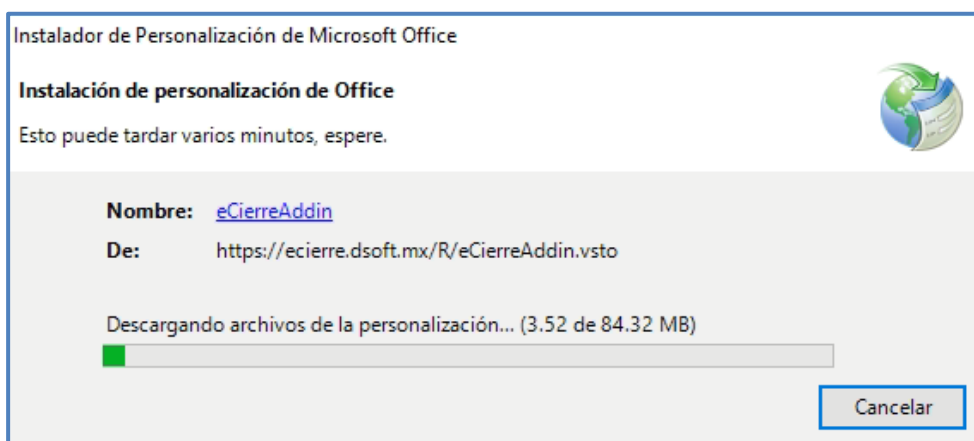 Instalador de Personalización de Microsoft Office
Instalación de personalización de Office
Esto puede tardar varios minutos, espere.
Nombre: eCierreAddin
De: https://ecierre.dsoft.mx/R/eCierreAddin.vsto
Descargando archivos de la personalización... (3.52 de 84.32 MB)
Cancelar